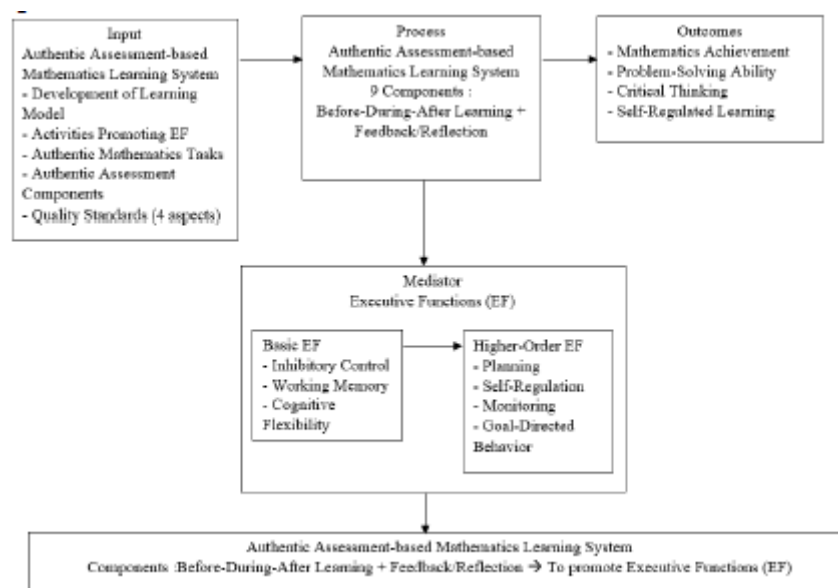 Input
Authentic Assessment-based
Mathematics Learning System
- Development of Learning
Model
- Activities Promoting EF
- Authentic Mathematics Tasks
- Authentic Assessment
Components
- Quality Standards (4 aspects)
Process
Authentic Assessment-based
Mathematics Learning System
9 Components :
Before-During-After Learning +
Feedback/Reflection
Outcomes
- Mathematics Achievement
- Problem-Solving Ability
- Critical Thinking
- Self-Regulated Learning
Mediator
Executive Functions (EF)
Basic EF
- Inhibitory Control
- Working Memory
- Cognitive
Flexibility
Higher-Order EF
- Planning
- Self-Regulation
- Monitoring
- Goal-Directed
Behavior
Authentic Assessment-based Mathematics Learning System
Components :Before-During-After Learning + Feedback/Reflection → To promote Executive Functions (EF)